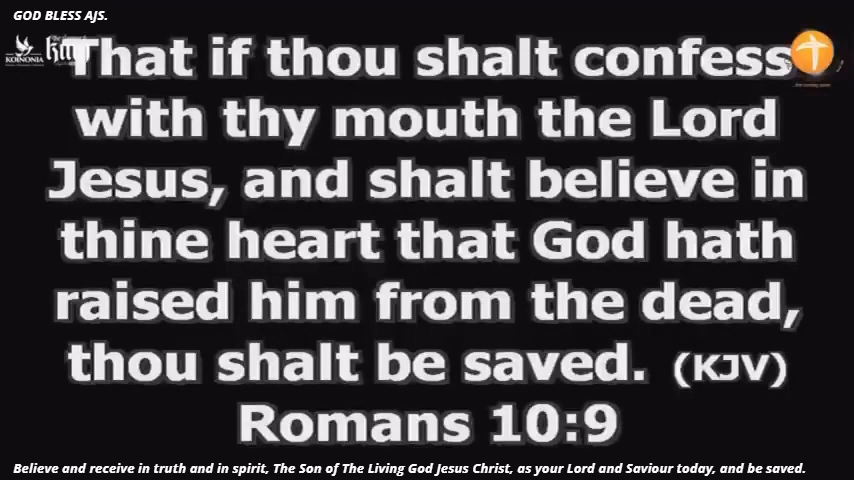 GOD BLESS AJS.
KOINONIA
That if thou shalt confess
with thy mouth the Lord
Jesus, and shalt believe in
thine heart that God hath
raised him from the dead,
thou shalt be saved. (KJV)
Romans 10:9
Believe and receive in truth and in spirit, The Son of The Living God Jesus Christ, as your Lord and Saviour today, and be saved.